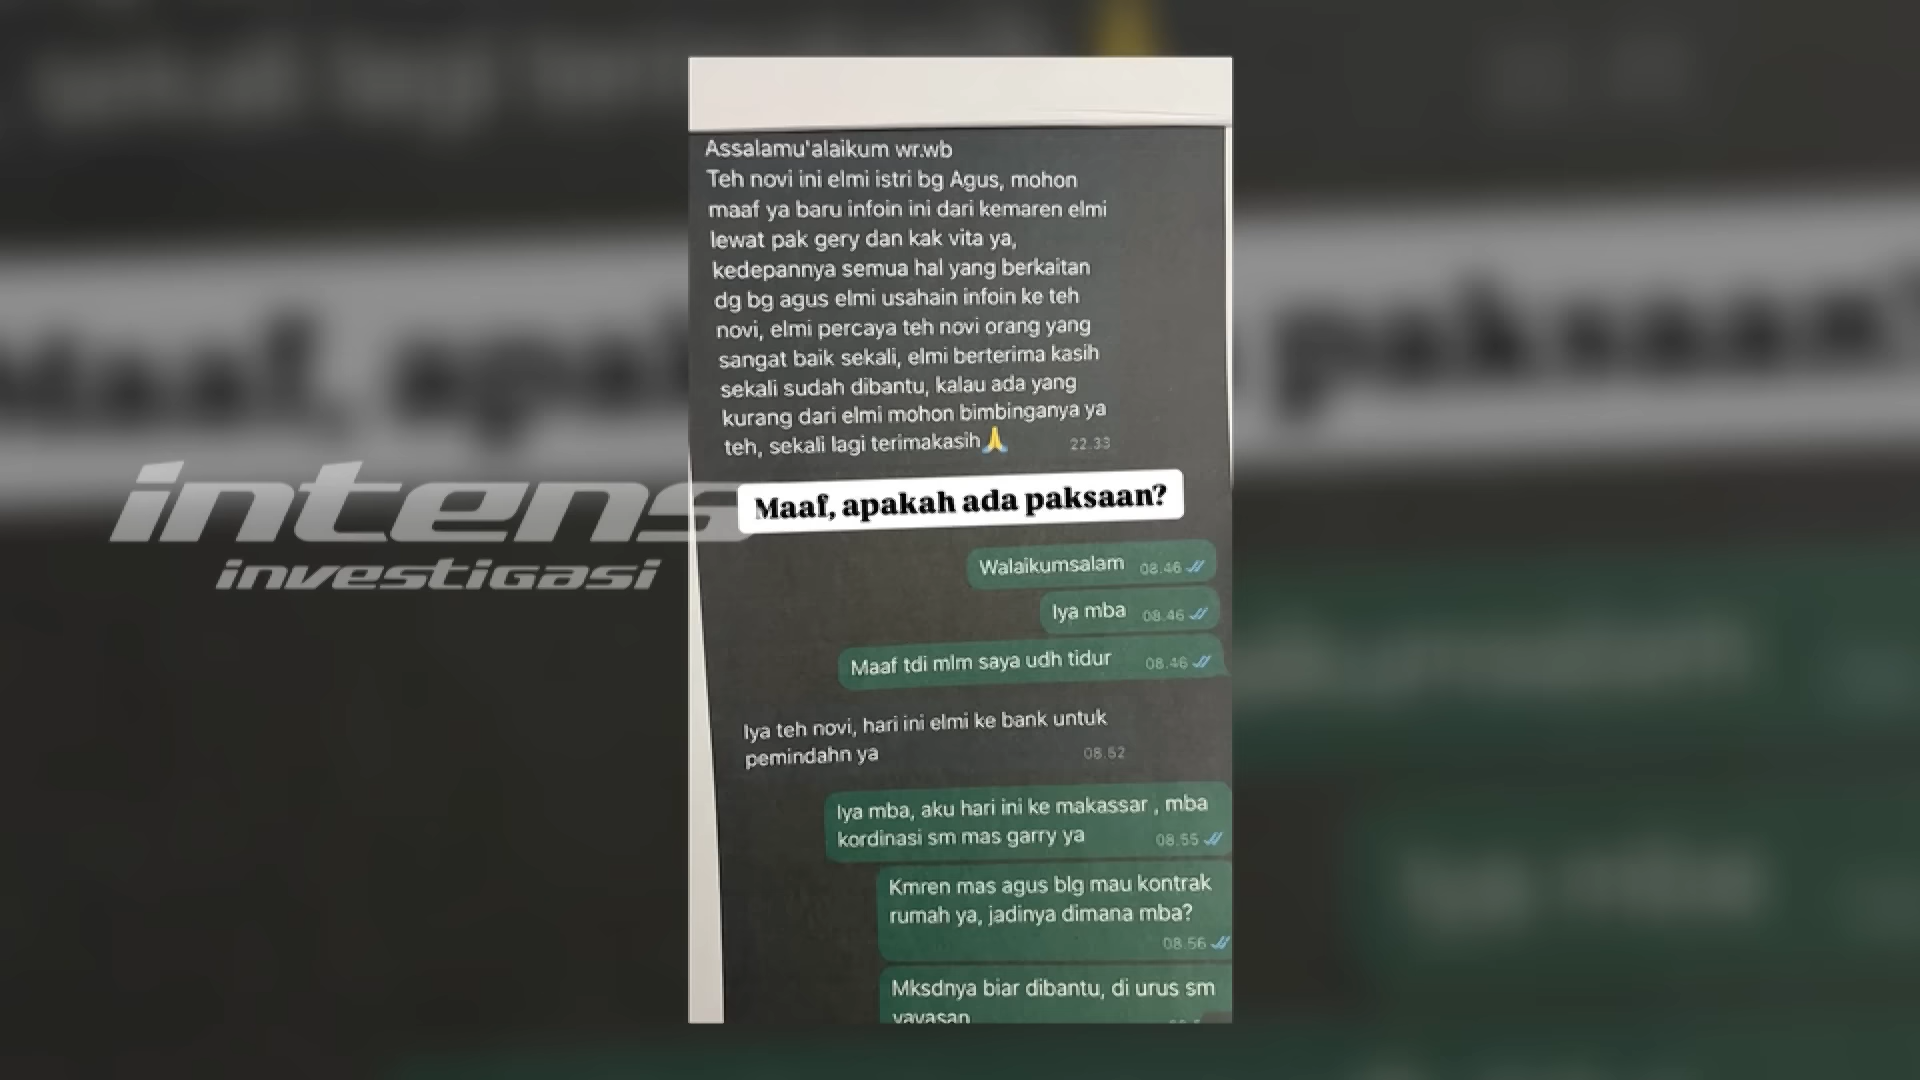 Assalamu'alaikum wr.wb
Teh novi ini elmi istri bg Agus, mohon
maaf ya baru infoin ini dari kemaren elmi
lewat pak gery dan kak vita ya,
kedepannya semua hal yang berkaitan
dg bg agus elmi usahain infoin ke teh
novi, elmi percaya teh novi orang yang
sangat baik sekali, elmi berterima kasih
sekali sudah dibantu, kalau ada yang
kurang dari elmi mohon bimbinganya ya
teh, sekali lagi terimakasih🙏 22.33
intens
investigasi
Maaf, apakah ada paksaan?
Walaikumsalam 08.46
Iya mba 08.46
Maaf tdi mlm saya udh tidur 08.46
Iya teh novi, hari ini elmi ke bank untuk
pemindahn ya 08.52
Iya mba, aku hari ini ke makassar , mba
kordinasi sm mas garry ya 08.55
Kmren mas agus blg mau kontrak
rumah ya, jadinya dimana mba?
08.56
Mksdnya biar dibantu, di urus sm
yayasan